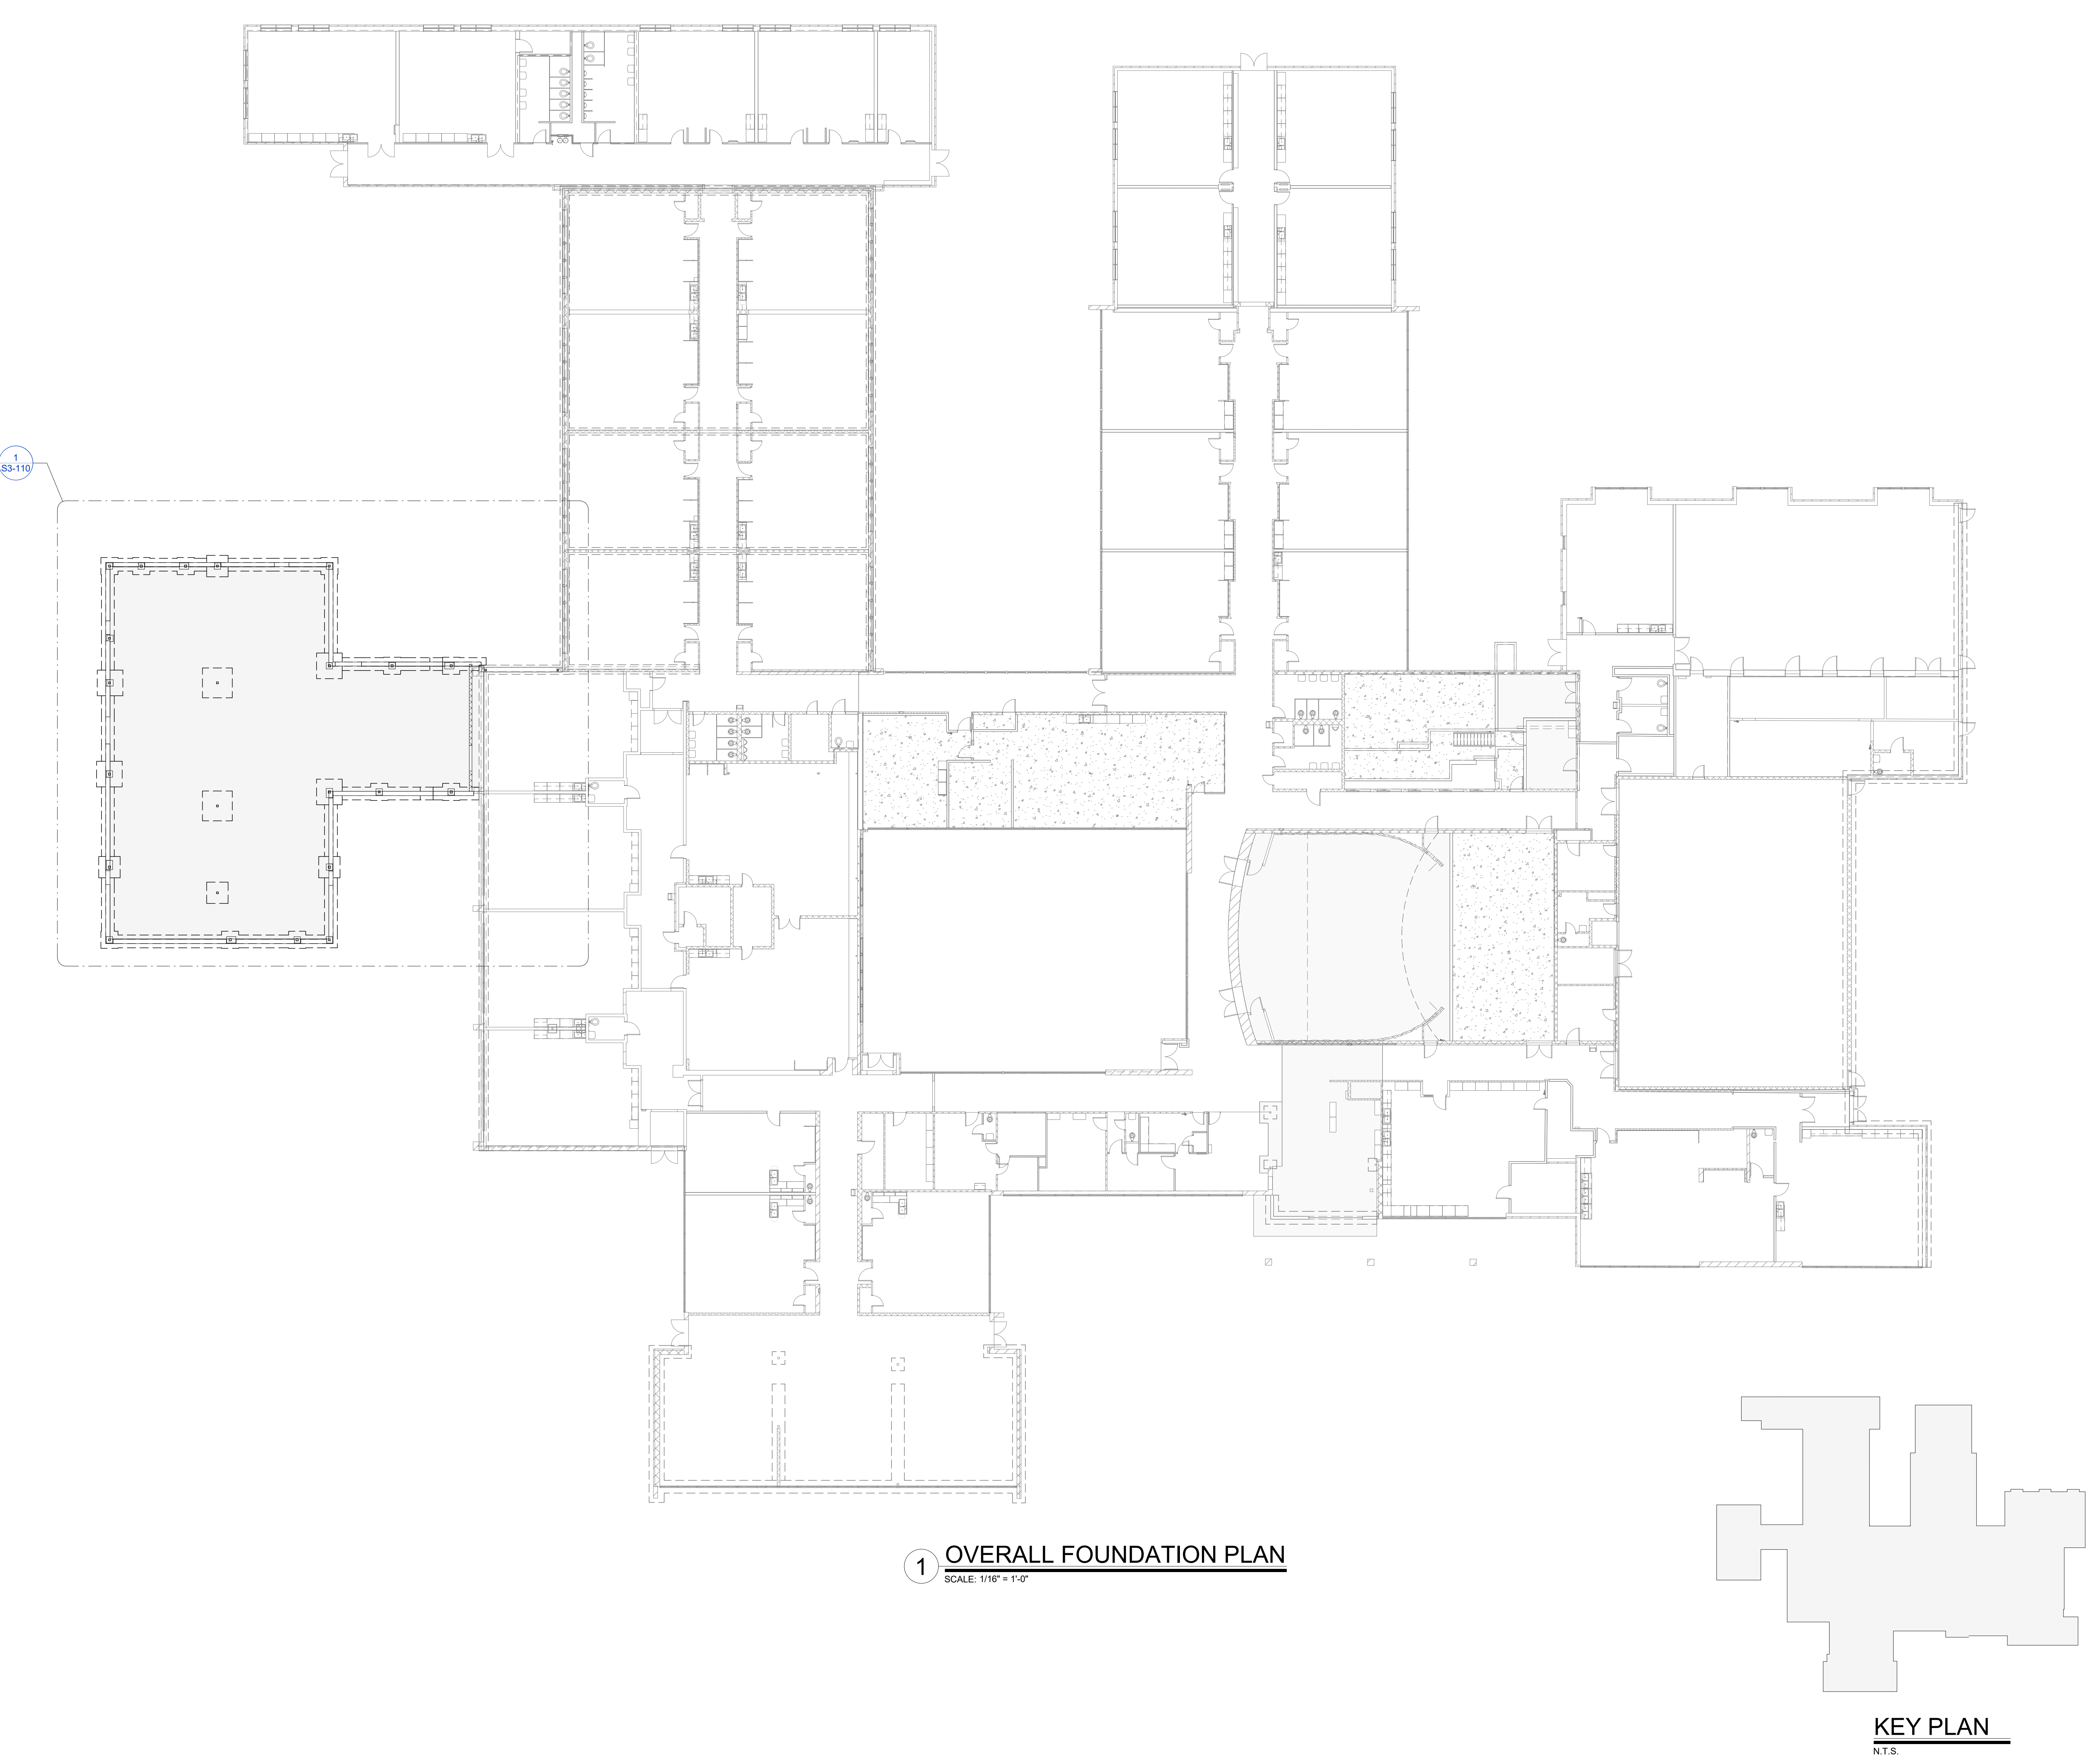 1
S3-110
1
OVERALL FOUNDATION PLAN
SCALE: 1/16" = 1'-0"
KEY PLAN
N.T.S.